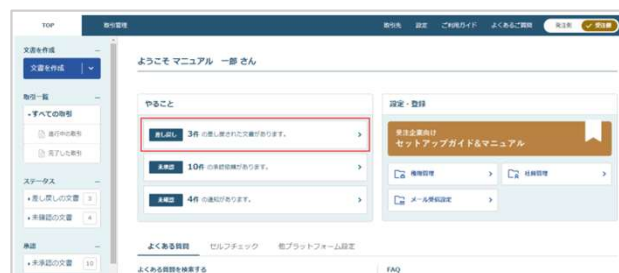 TOP
取引管理
取引先 設定 ご利用ガイド よくあるご質問 発注側 受注側
文書を作成
文書を作成
取引一覧
すべての取引
進行中の取引
完了した取引
ステータス
差し戻しの文書 3
未確認の文書 4
承認
未承認の文書 10
ようこそ マニュアル 一郎 さん
やること
差し戻し 3件 の差し戻された文書があります。
未承認 10件 の承認依頼があります。
未確認 4件 の通知があります。
設定・登録
受注企業向け
セットアップガイド&マニュアル
権限管理
社員管理
メール受信設定
よくある質問 セルフチェック 他プラットフォーム設定
よくある質問を検索する
FAQ